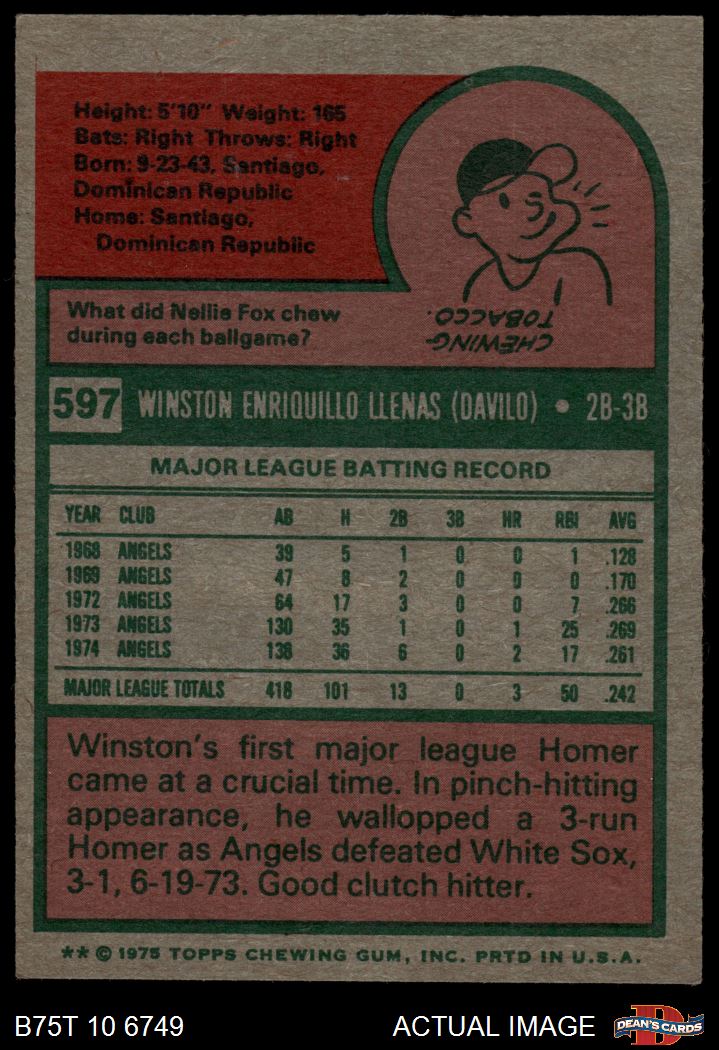 Height: 5'10" Weight: 165
Bats: Right Throws: Right
Born: 9-23-43, Santiago,
Dominican Republic
Home: Santiago,
Dominican Republic
What did Nellie Fox chew
during each ballgame?
CHEWING-
TOBACCO.
597 WINSTON ENRIQUILLO LLENAS (DAVILO) • 2B-3B
MAJOR LEAGUE BATTING RECORD
YEAR CLUB AB H 2B 3B HR RBI AVG
1968 ANGELS 39 5 1 0 0 1 .128
1969 ANGELS 47 8 2 0 0 0 .170
1972 ANGELS 64 17 3 0 0 7 .266
1973 ANGELS 130 35 1 0 1 25 .269
1974 ANGELS 138 36 6 0 2 17 .261
MAJOR LEAGUE TOTALS 418 101 13 0 3 50 .242
Winston's first major league Homer
came at a crucial time. In pinch-hitting
appearance, he wallopped a 3-run
Homer as Angels defeated White Sox,
3-1, 6-19-73. Good clutch hitter.
** © 1975 TOPPS CHEWING GUM, INC. PRTD IN U.S.A.
B75T 10 6749 ACTUAL IMAGE DEAN'S CARDS